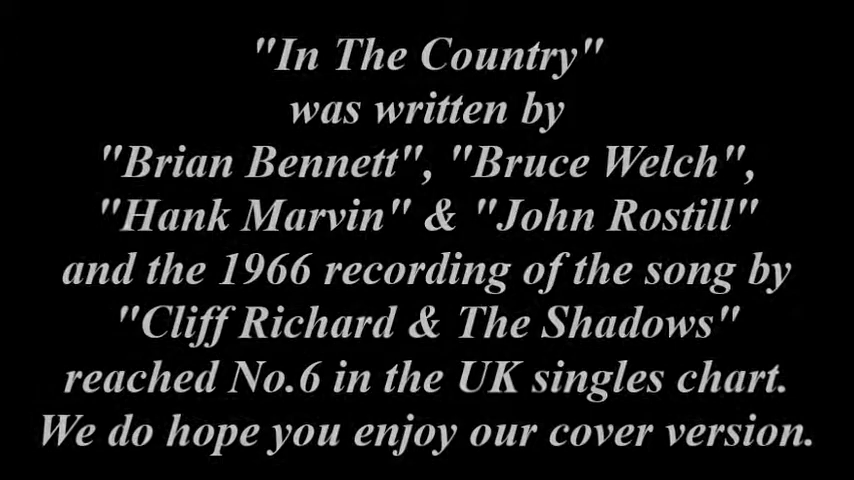 "In The Country"
was written by
"Brian Bennett", "Bruce Welch",
"Hank Marvin" & "John Rostill"
and the 1966 recording of the song by
"Cliff Richard & The Shadows"
reached No.6 in the UK singles chart.
We do hope you enjoy our cover version.